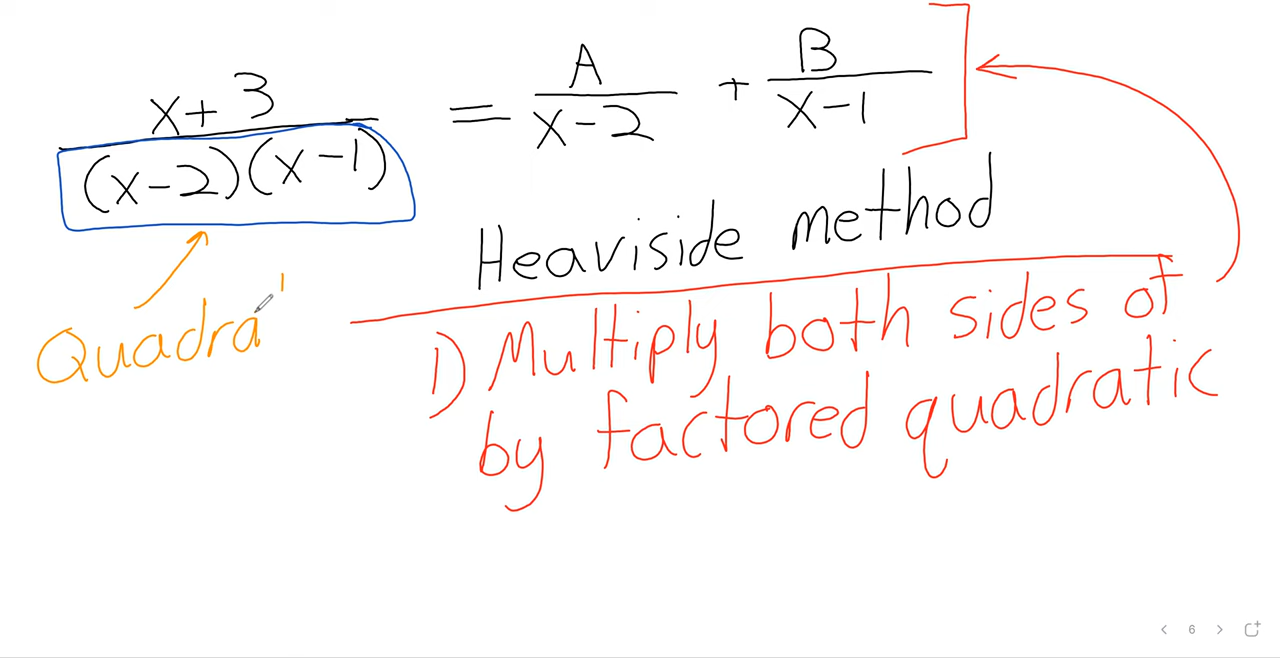 x+3 / (x-2)(x-1) = A / x-2 + B / x-1
Heaviside method
1) Multiply both sides of
by factored quadratic
Quadra
6